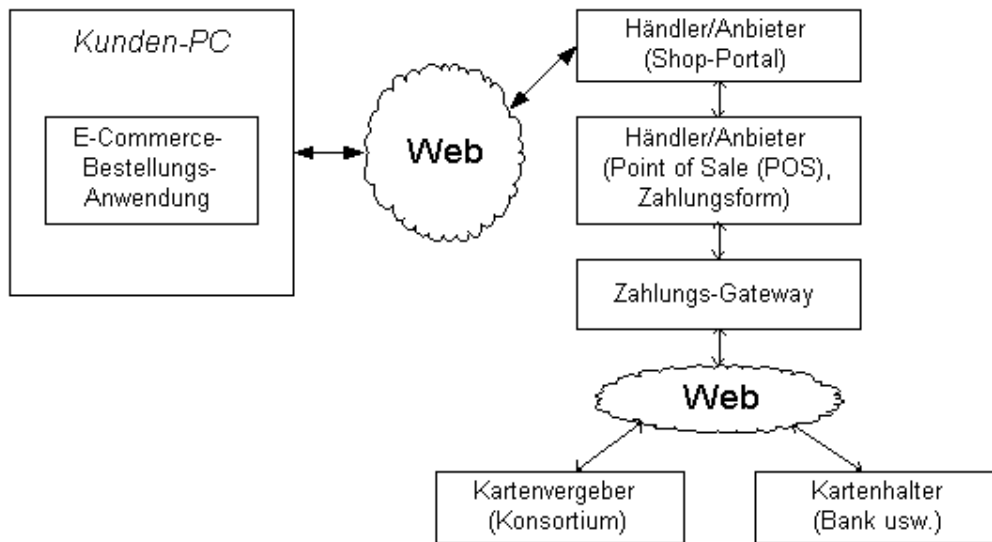 Kunden-PC
E-Commerce-
Bestellungs-
Anwendung
Web
Händler/Anbieter
(Shop-Portal)
Händler/Anbieter
(Point of Sale (POS),
Zahlungsform)
Zahlungs-Gateway
Web
Kartenvergeber
(Konsortium)
Kartenhalter
(Bank usw.)